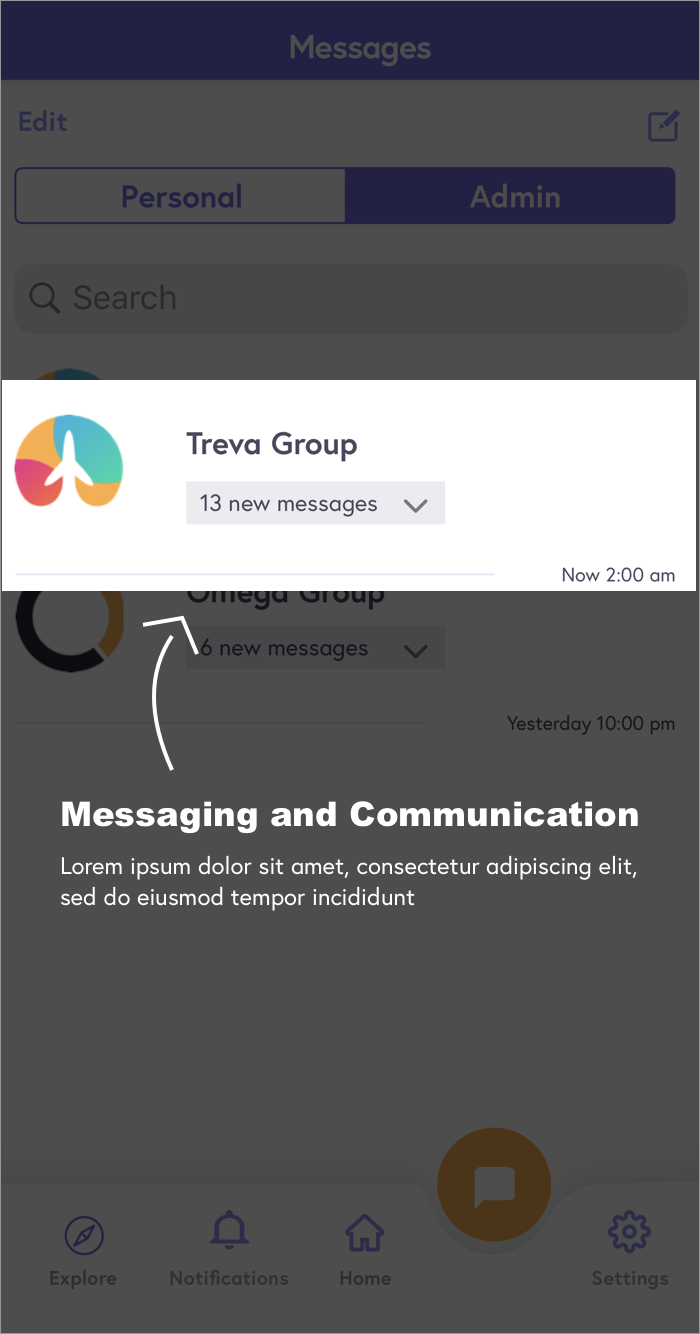 Messages
Edit
Personal
Admin
Search
Treva Group
13 new messages
Now 2:00 am
Omega Group
6 new messages
Yesterday 10:00 pm
Messaging and Communication
Lorem ipsum dolor sit amet, consectetur adipiscing elit,
sed do eiusmod tempor incididunt
Explore
Notifications
Home
Settings